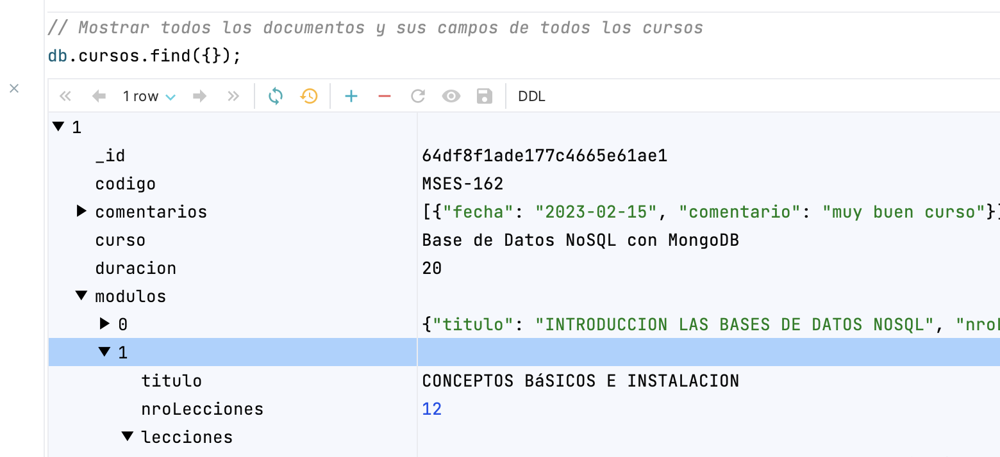 // Mostrar todos los documentos y sus campos de todos los cursos
db.cursos.find({});
1 row DDL
1
_id 64df8f1ade177c4665e61ae1
codigo MSES-162
comentarios [{"fecha": "2023-02-15", "comentario": "muy buen curso"}]
curso Base de Datos NoSQL con MongoDB
duracion 20
modulos
0 {"titulo": "INTRODUCCION LAS BASES DE DATOS NOSQL",
1
titulo CONCEPTOS BáSICOS E INSTALACION
nroLecciones 12
lecciones